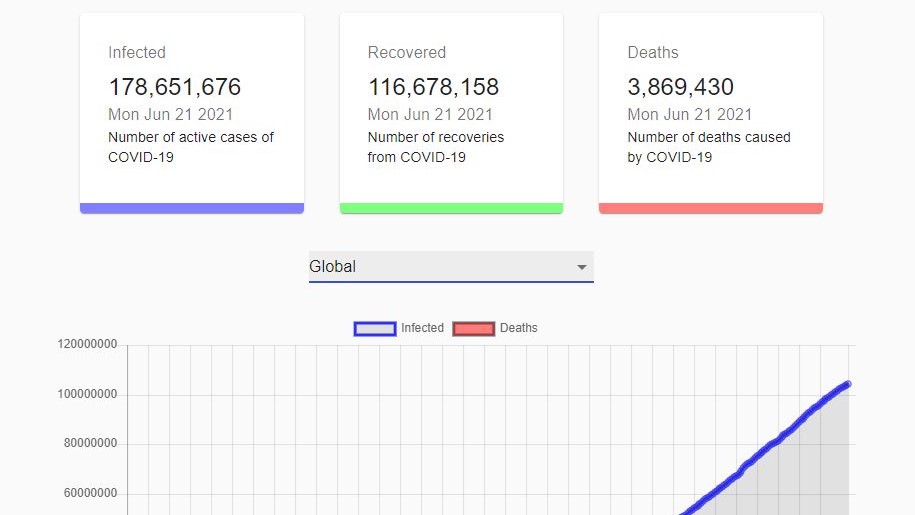 Infected
178,651,676
Mon Jun 21 2021
Number of active cases of
COVID-19
Recovered
116,678,158
Mon Jun 21 2021
Number of recoveries
from COVID-19
Deaths
3,869,430
Mon Jun 21 2021
Number of deaths caused
by COVID-19
Global
Infected
Deaths
120000000
100000000
80000000
60000000